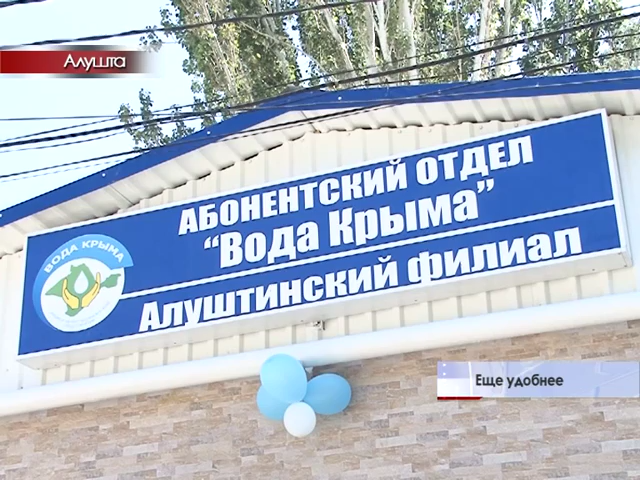 Алушта
АБОНЕНТСКИЙ ОТДЕЛ
“Вода Крыма”
Алуштинский филиал
ВОДА КРЫМА
Еще удобнее